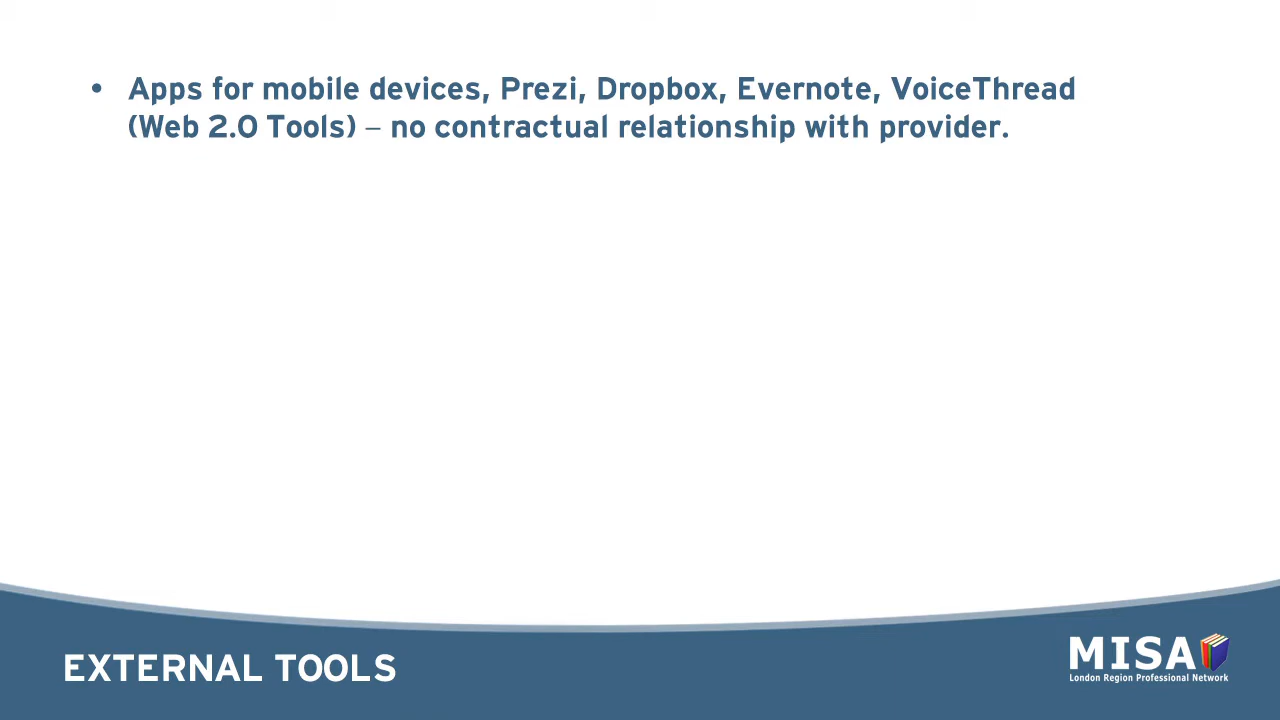 • Apps for mobile devices, Prezi, Dropbox, Evernote, VoiceThread
(Web 2.0 Tools) – no contractual relationship with provider.
EXTERNAL TOOLS
MISA
London Region Professional Network